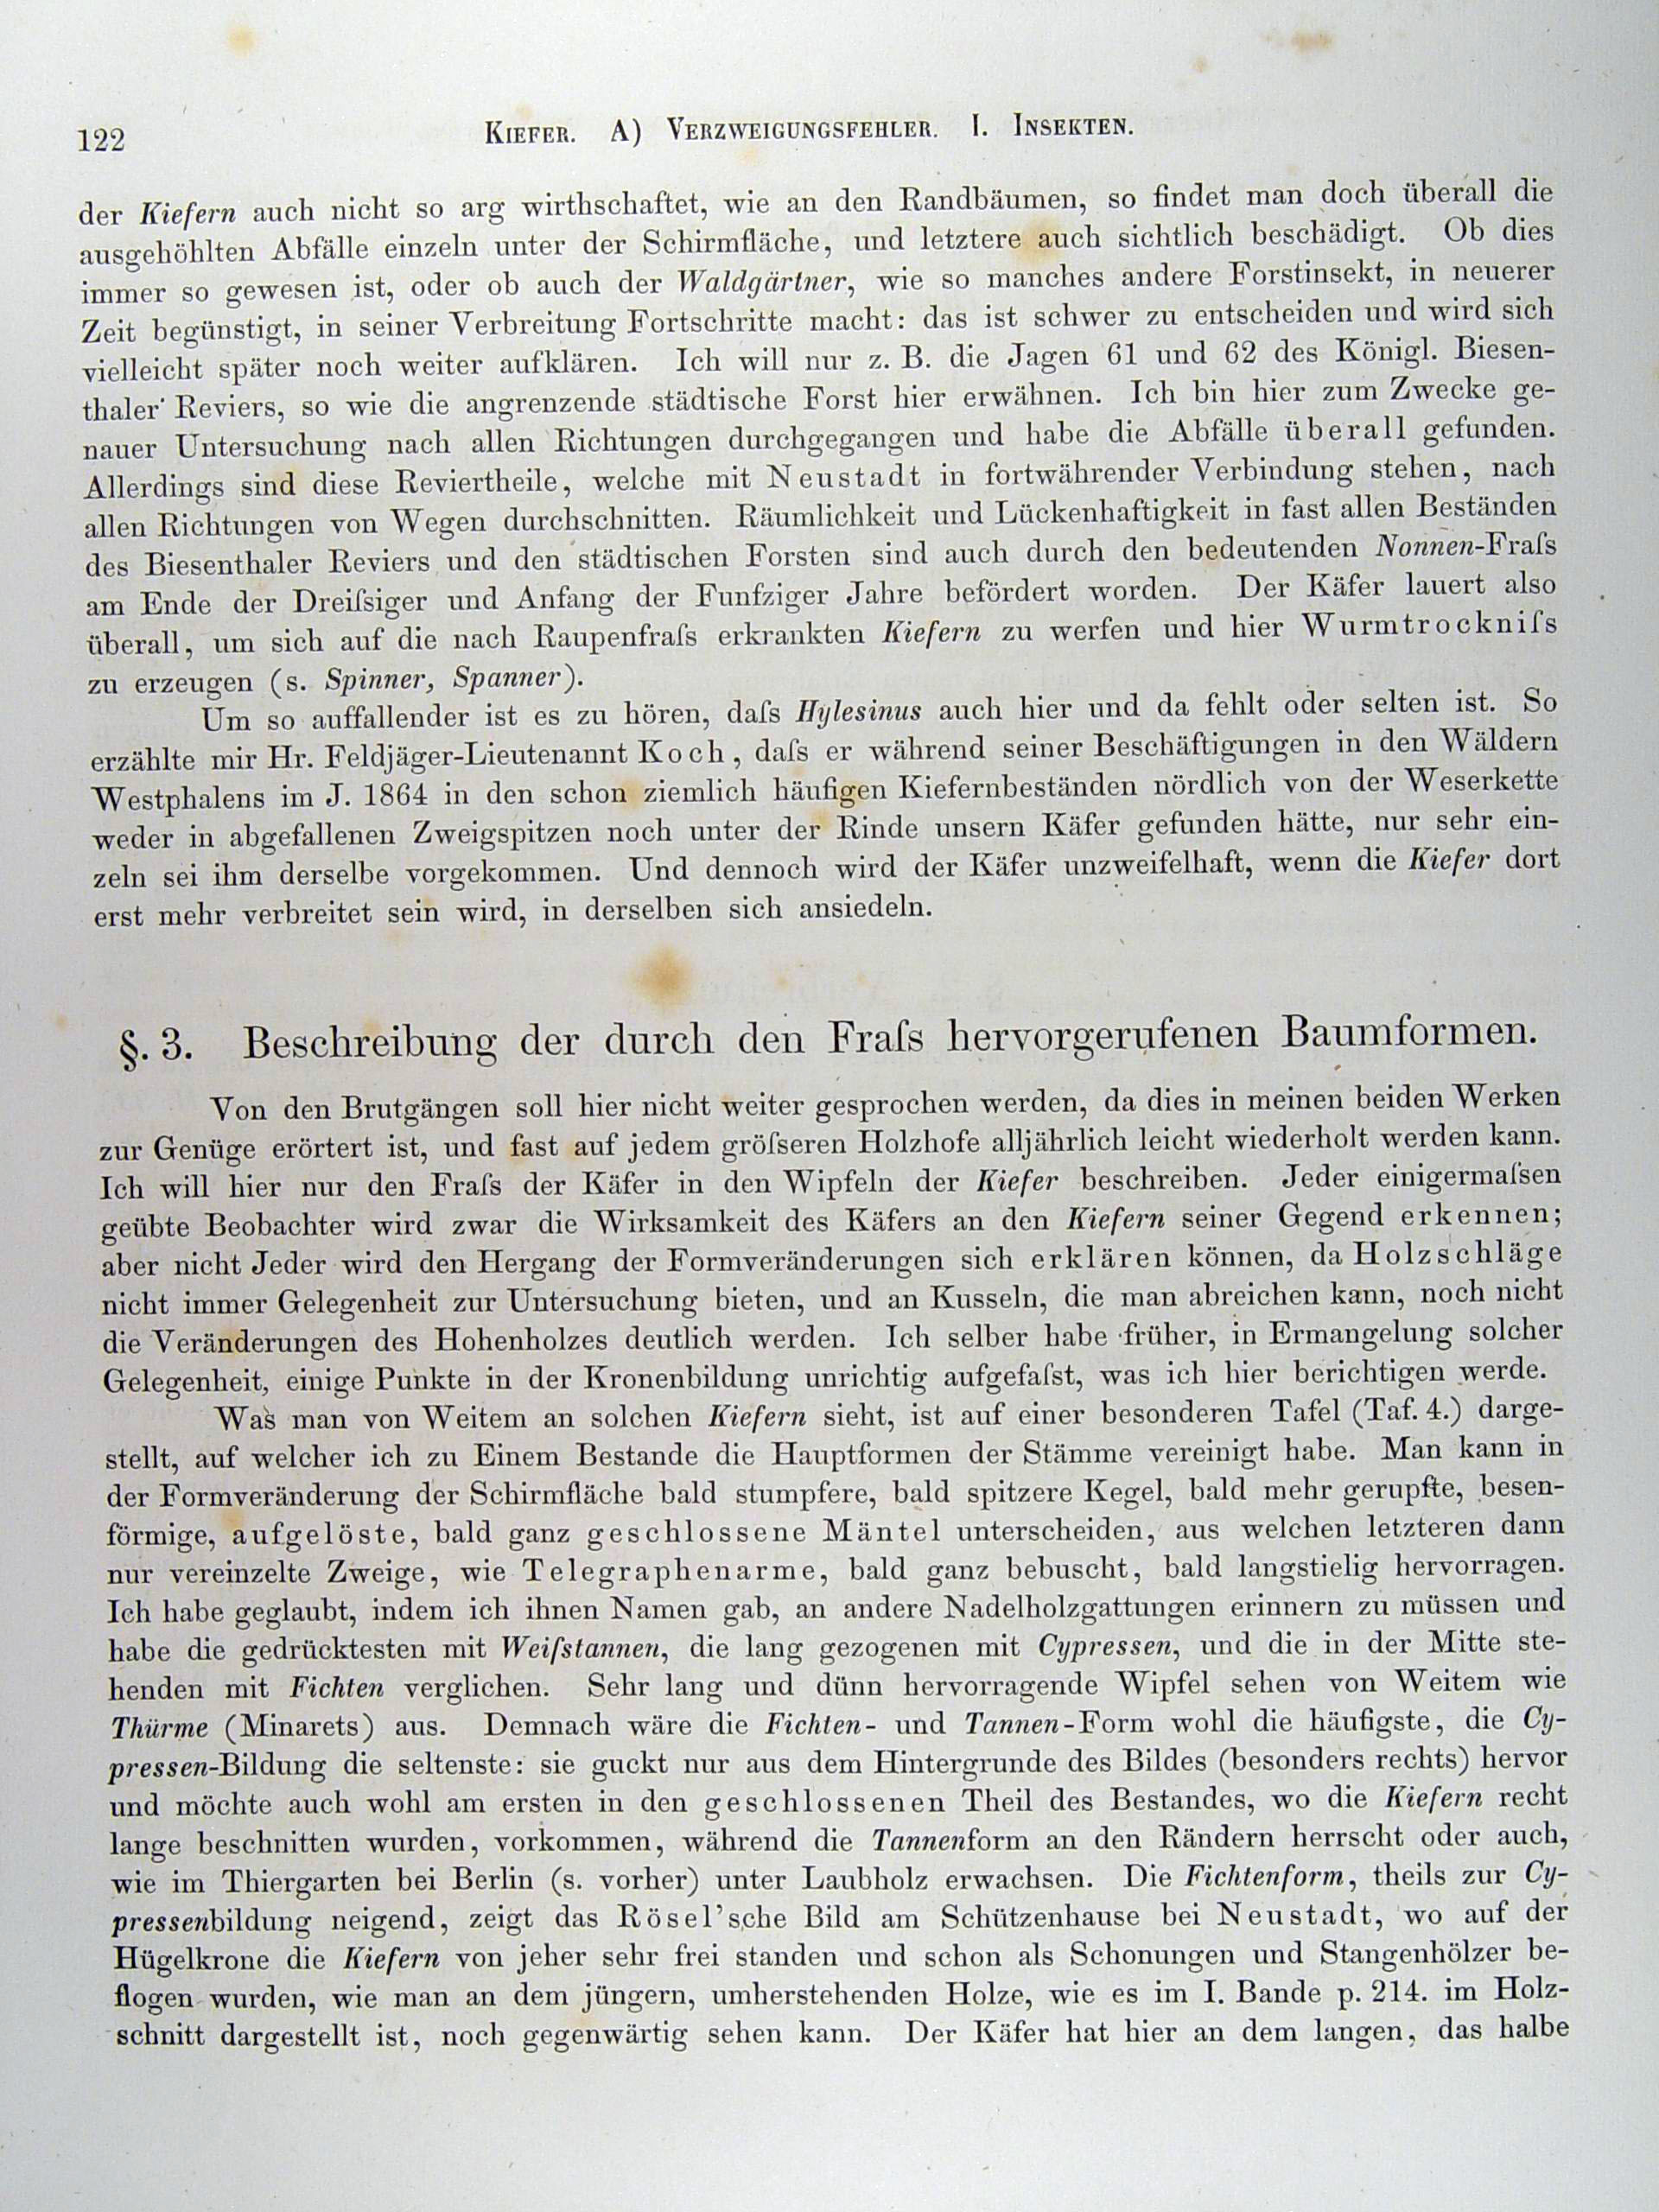 122
KIEFER. A) VERZWEIGUNGSFEHLER. I. INSEKTEN.
der Kiefern auch nicht so arg wirthschaftet, wie an den Randbäumen, so findet man doch überall die
ausgehöhlten Abfälle einzeln unter der Schirmfläche, und letztere auch sichtlich beschädigt. Ob dies
immer so gewesen ist, oder ob auch der Waldgärtner, wie so manches andere Forstinsekt, in neuerer
Zeit begünstigt, in seiner Verbreitung Fortschritte macht: das ist schwer zu entscheiden und wird sich
vielleicht später noch weiter aufklären. Ich will nur z. B. die Jagen 61 und 62 des Königl. Biesen-
thaler Reviers, so wie die angrenzende städtische Forst hier erwähnen. Ich bin hier zum Zwecke ge-
nauer Untersuchung nach allen Richtungen durchgegangen und habe die Abfälle überall gefunden.
Allerdings sind diese Reviertheile, welche mit Neustadt in fortwährender Verbindung stehen, nach
allen Richtungen von Wegen durchschnitten. Räumlichkeit und Lückenhaftigkeit in fast allen Beständen
des Biesenthaler Reviers und den städtischen Forsten sind auch durch den bedeutenden Nonnen-Fraſs
am Ende der Dreiſsiger und Anfang der Funfziger Jahre befördert worden. Der Käfer lauert also
überall, um sich auf die nach Raupenfraſs erkrankten Kiefern zu werfen und hier Wurmtrockniſs
zu erzeugen (s. Spinner, Spanner).
Um so auffallender ist es zu hören, daſs Hylesinus auch hier und da fehlt oder selten ist. So
erzählte mir Hr. Feldjäger-Lieutenannt Koch, daſs er während seiner Beschäftigungen in den Wäldern
Westphalens im J. 1864 in den schon ziemlich häufigen Kiefernbeständen nördlich von der Weserkette
weder in abgefallenen Zweigspitzen noch unter der Rinde unsern Käfer gefunden hätte, nur sehr ein-
zeln sei ihm derselbe vorgekommen. Und dennoch wird der Käfer unzweifelhaft, wenn die Kiefer dort
erst mehr verbreitet sein wird, in derselben sich ansiedeln.
§. 3. Beschreibung der durch den Fraſs hervorgerufenen Baumformen.
Von den Brutgängen soll hier nicht weiter gesprochen werden, da dies in meinen beiden Werken
zur Genüge erörtert ist, und fast auf jedem gröſseren Holzhofe alljährlich leicht wiederholt werden kann.
Ich will hier nur den Fraſs der Käfer in den Wipfeln der Kiefer beschreiben. Jeder einigermaſsen
geübte Beobachter wird zwar die Wirksamkeit des Käfers an den Kiefern seiner Gegend erkennen;
aber nicht Jeder wird den Hergang der Formveränderungen sich erklären können, da Holzschläge
nicht immer Gelegenheit zur Untersuchung bieten, und an Kusseln, die man abreichen kann, noch nicht
die Veränderungen des Hohenholzes deutlich werden. Ich selber habe früher, in Ermangelung solcher
Gelegenheit, einige Punkte in der Kronenbildung unrichtig aufgefaſst, was ich hier berichtigen werde.
Was man von Weitem an solchen Kiefern sieht, ist auf einer besonderen Tafel (Taf. 4.) darge-
stellt, auf welcher ich zu Einem Bestande die Hauptformen der Stämme vereinigt habe. Man kann in
der Formveränderung der Schirmfläche bald stumpfere, bald spitzere Kegel, bald mehr gerupfte, besen-
förmige, aufgelöste, bald ganz geschlossene Mäntel unterscheiden, aus welchen letzteren dann
nur vereinzelte Zweige, wie Telegraphenarme, bald ganz bebuscht, bald langstielig hervorragen.
Ich habe geglaubt, indem ich ihnen Namen gab, an andere Nadelholzgattungen erinnern zu müssen und
habe die gedrücktesten mit Weiſstannen, die lang gezogenen mit Cypressen, und die in der Mitte ste-
henden mit Fichten verglichen. Sehr lang und dünn hervorragende Wipfel sehen von Weitem wie
Thürme (Minarets) aus. Demnach wäre die Fichten- und Tannen-Form wohl die häufigste, die Cy-
pressen-Bildung die seltenste: sie guckt nur aus dem Hintergrunde des Bildes (besonders rechts) hervor
und möchte auch wohl am ersten in den geschlossenen Theil des Bestandes, wo die Kiefern recht
lange beschnitten wurden, vorkommen, während die Tannenform an den Rändern herrscht oder auch,
wie im Thiergarten bei Berlin (s. vorher) unter Laubholz erwachsen. Die Fichtenform, theils zur Cy-
pressenbildung neigend, zeigt das Rösel'sche Bild am Schützenhause bei Neustadt, wo auf der
Hügelkrone die Kiefern von jeher sehr frei standen und schon als Schonungen und Stangenhölzer be-
flogen wurden, wie man an dem jüngern, umherstehenden Holze, wie es im I. Bande p. 214. im Holz-
schnitt dargestellt ist, noch gegenwärtig sehen kann. Der Käfer hat hier an dem langen, das halbe